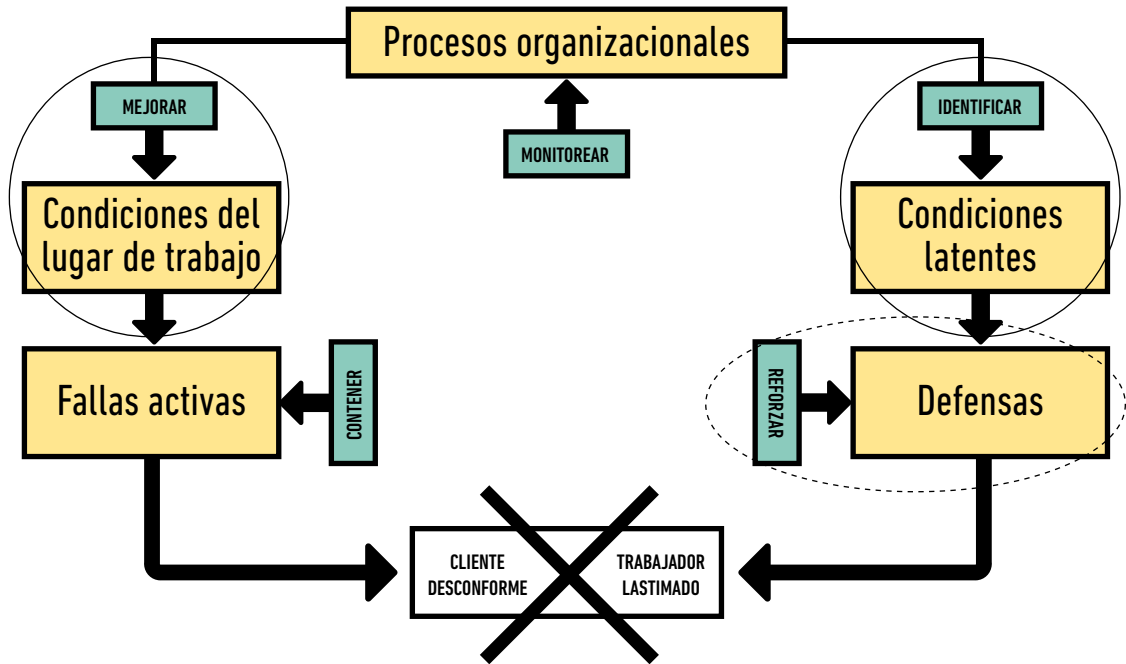 Procesos organizacionales
MEJORAR
IDENTIFICAR
MONITOREAR
Condiciones del
lugar de trabajo
Condiciones
latentes
Fallas activas
CONTENER
REFORZAR
Defensas
CLIENTE
DESCONFORME
TRABAJADOR
LASTIMADO